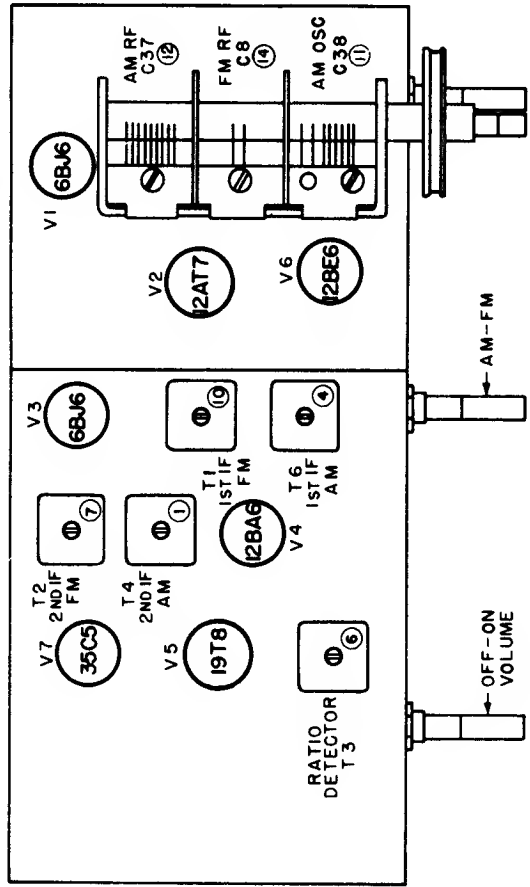 AM RF
C37
12
FM RF
C8
14
AM OSC
C38
11
6BJ6
V1
V2
12AT7
V6
12BE6
V3
6BJ6
10
T1
1ST IF
FM
4
T6
1ST IF
AM
AM-FM
7
T2
2ND IF
FM
1
T4
2ND IF
AM
12BA6
V4
V7
35C5
V5
19T8
6
RATIO
DETECTOR
T3
OFF-ON
VOLUME